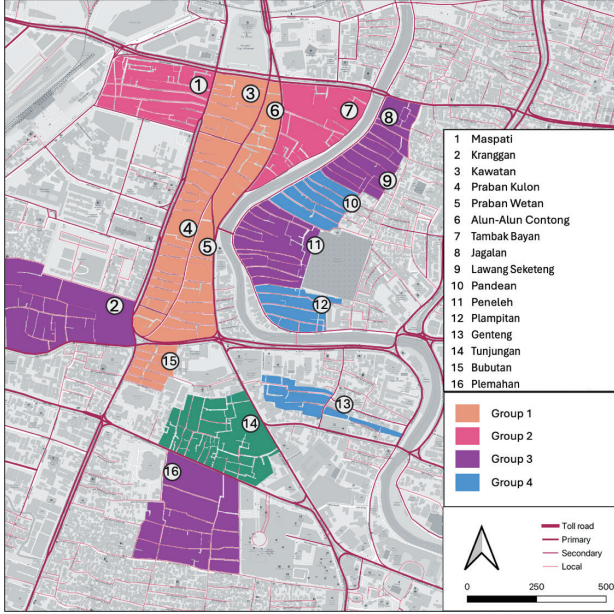 1
3
6
7
8
9
10
4
5
11
2
12
15
13
14
16
1 Maspati
2 Kranggan
3 Kawatan
4 Praban Kulon
5 Praban Wetan
6 Alun-Alun Contong
7 Tambak Bayan
8 Jagalan
9 Lawang Seketeng
10 Pandean
11 Peneleh
12 Plampitan
13 Genteng
14 Tunjungan
15 Bubutan
16 Plemahan
Group 1
Group 2
Group 3
Group 4
Toll road
Primary
Secondary
Local
0 250 500